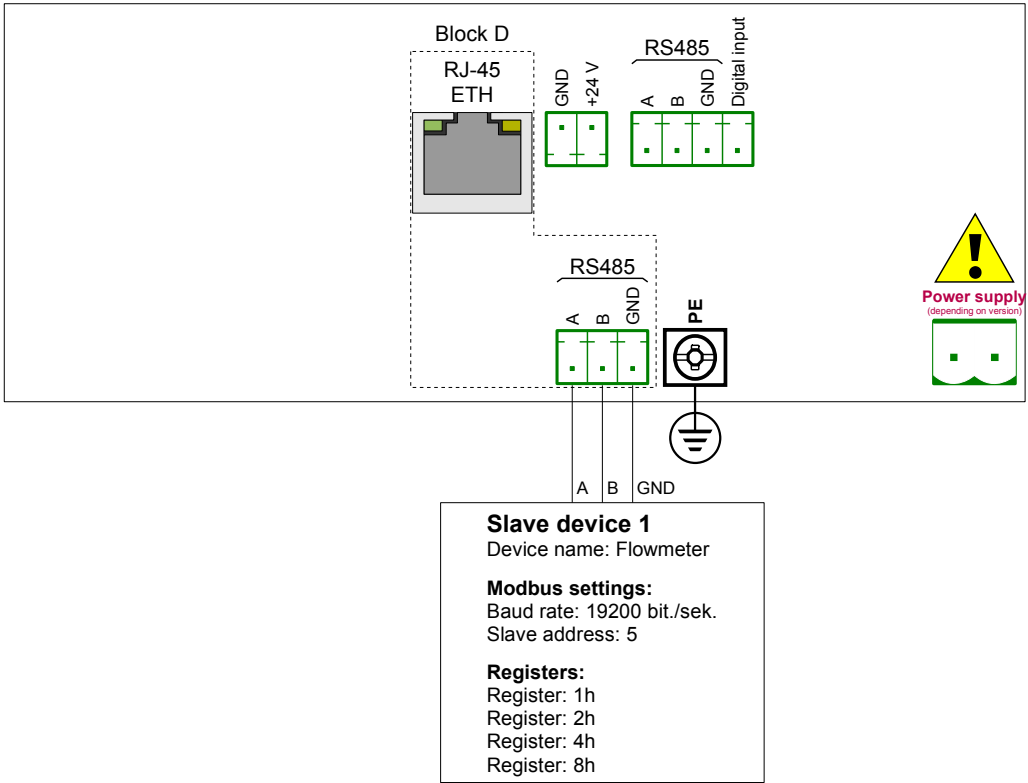 Block D
RJ-45
ETH
GND
+24 V
RS485
A
B
GND
Digital input
RS485
A
B
GND
PE
Power supply
(depending on version)
A
B
GND
Slave device 1
Device name: Flowmeter
Modbus settings:
Baud rate: 19200 bit./sek.
Slave address: 5
Registers:
Register: 1h
Register: 2h
Register: 4h
Register: 8h